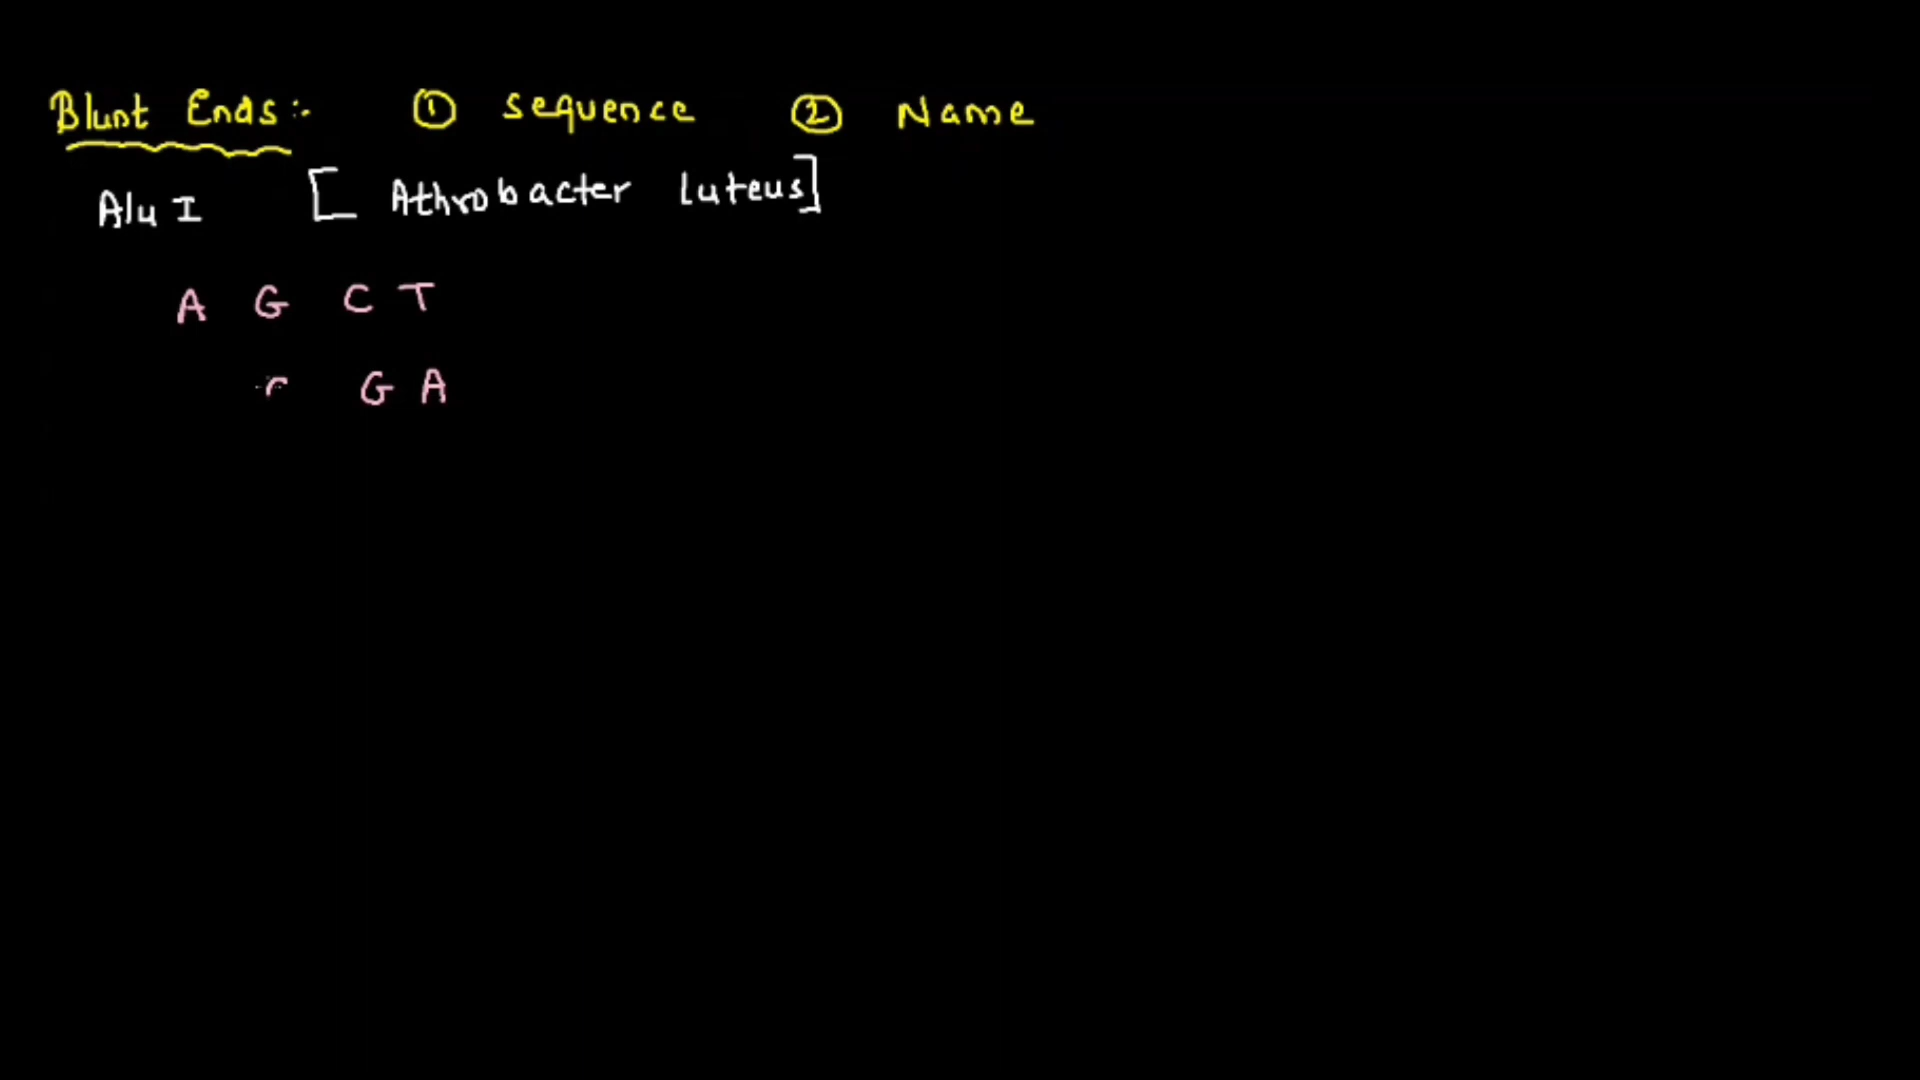 Blunt Ends:- ① sequence ② Name
Alu I [ Athrobacter luteus]
A G C T
G A